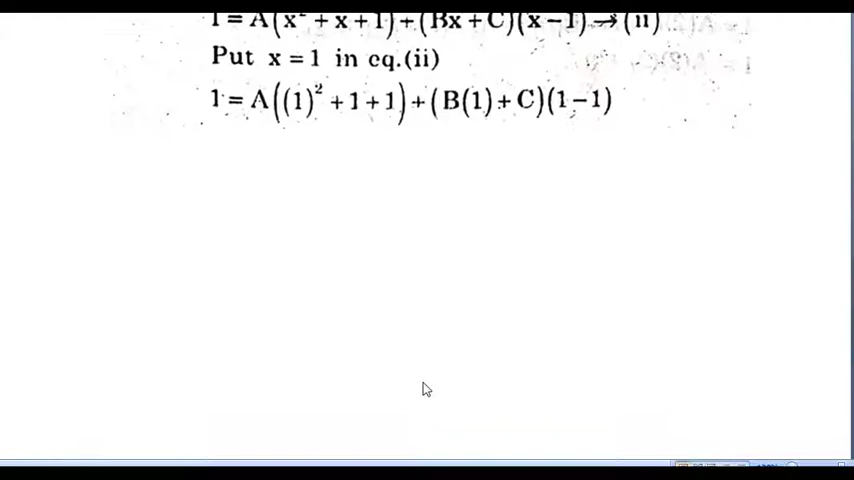 1 = A(x² + x + 1) + (Bx + C)(x − 1) → (ii)
Put x = 1 in eq.(ii)
1 = A((1)² + 1 + 1) + (B(1) + C)(1 − 1)